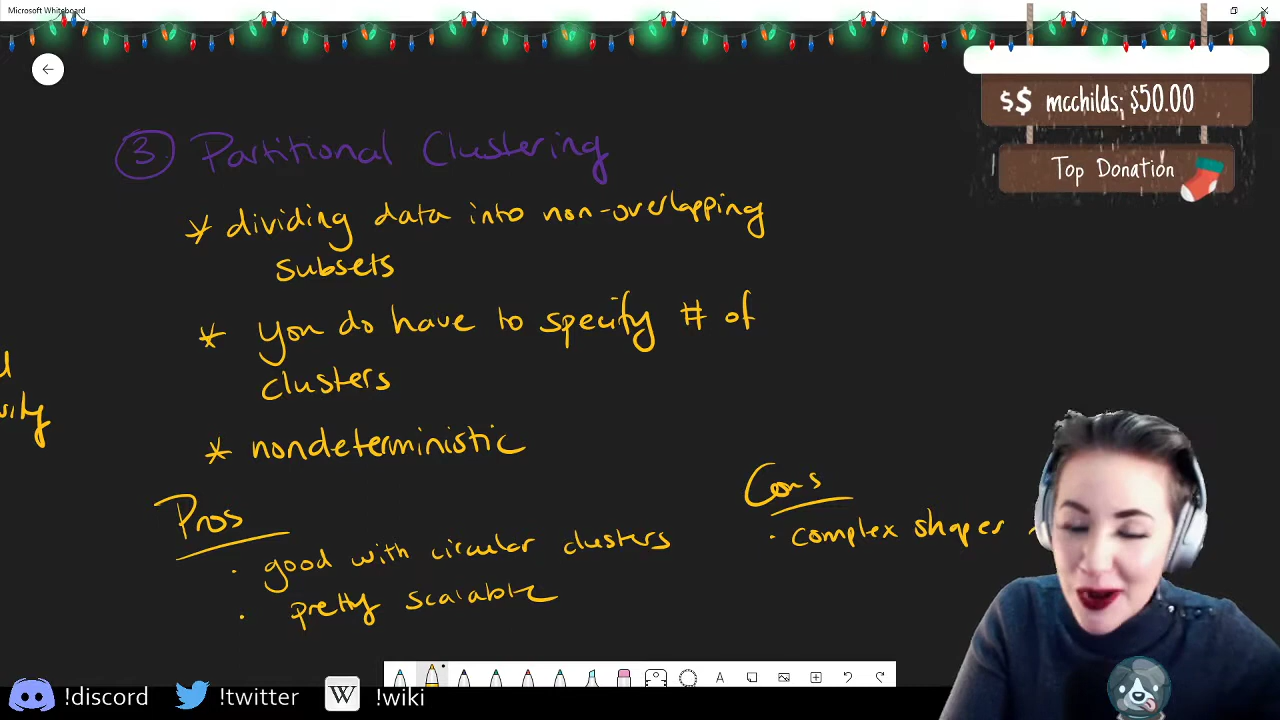 Microsoft Whiteboard
$$ mcchilds; $50.00
Top Donation
3 Partitional Clustering
* dividing data into non-overlapping
subsets
* you do have to specify # of
clusters
* nondeterministic
Pros
· good with circular clusters
· pretty scalable
Cons
· complex shapes
!discord
!twitter
W !wiki